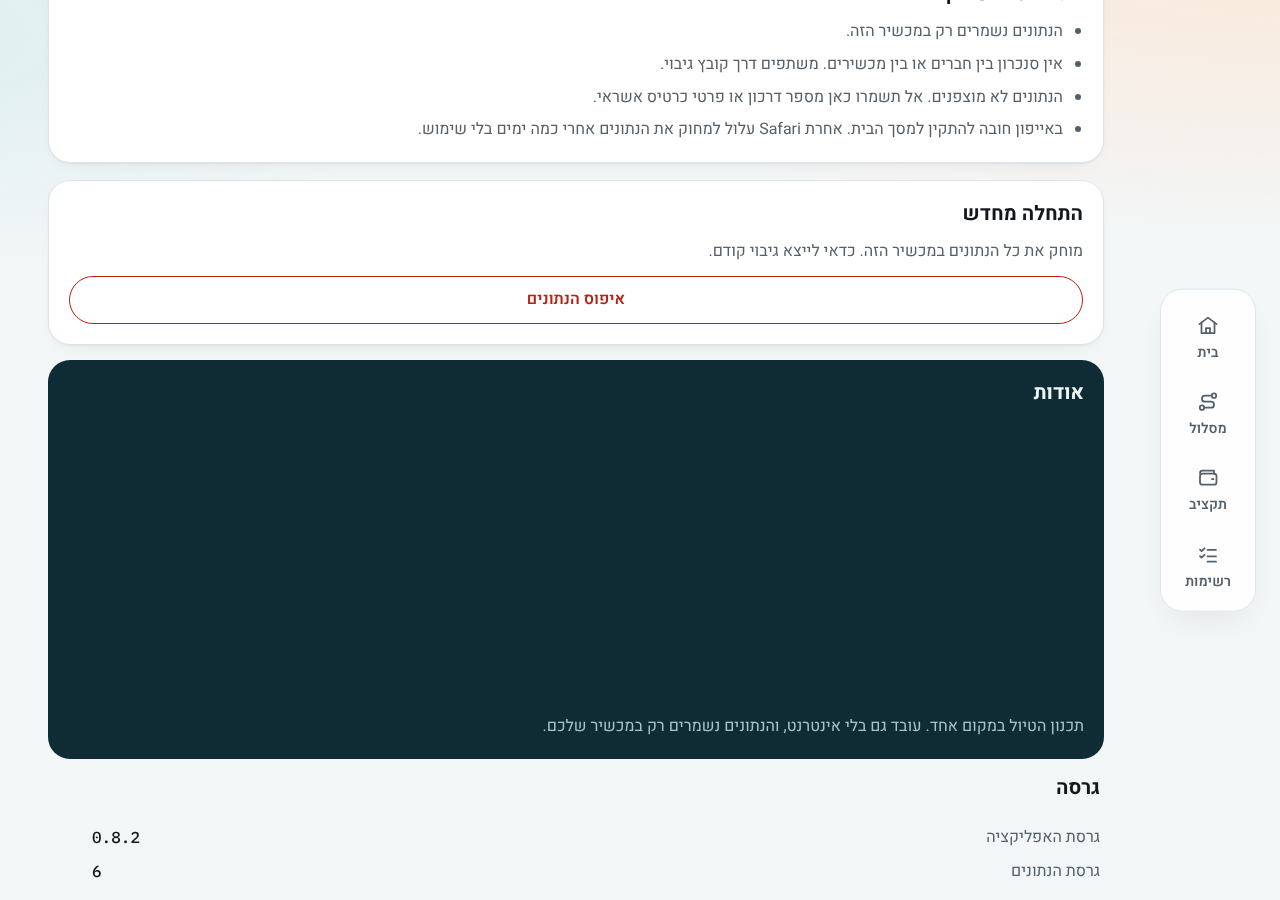 הנתונים נשמרים רק במכשיר הזה.
אין סנכרון בין חברים או בין מכשירים. משתפים דרך קובץ גיבוי.
הנתונים לא מוצפנים. אל תשמרו כאן מספר דרכון או פרטי כרטיס אשראי.
באייפון חובה להתקין למסך הבית. אחרת Safari עלול למחוק את הנתונים אחרי כמה ימים בלי שימוש.
התחלה מחדש
מוחק את כל הנתונים במכשיר הזה. כדאי לייצא גיבוי קודם.
איפוס הנתונים
בית
מסלול
תקציב
רשימות
אודות
תכנון הטיול במקום אחד. עובד גם בלי אינטרנט, והנתונים נשמרים רק במכשיר שלכם.
גרסה
גרסת האפליקציה 0.8.2
גרסת הנתונים 6